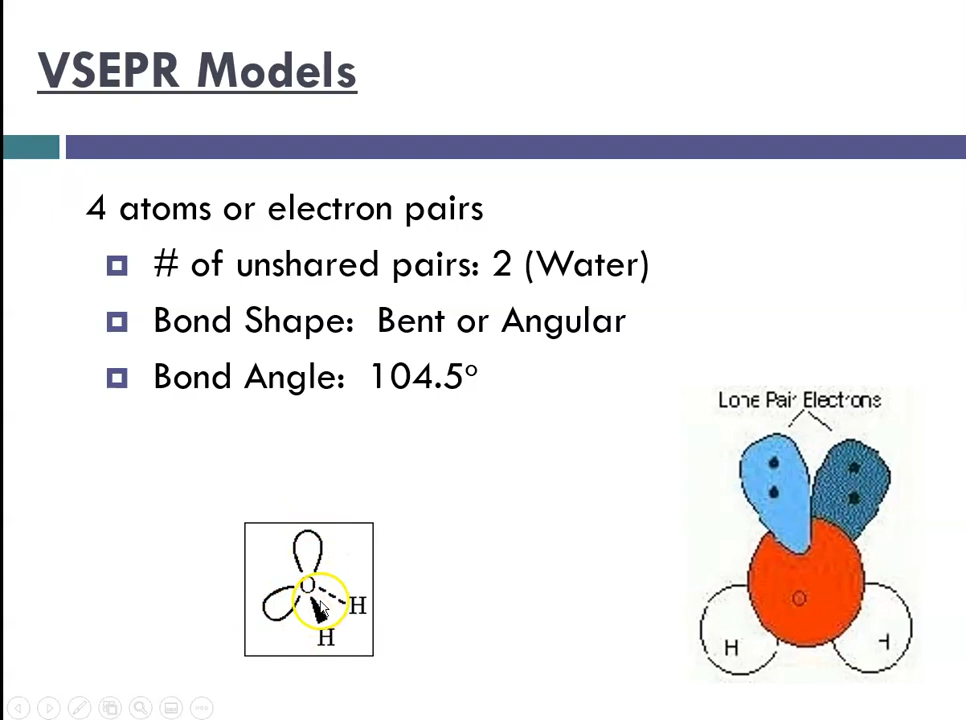 VSEPR Models
4 atoms or electron pairs
# of unshared pairs: 2 (Water)
Bond Shape: Bent or Angular
Bond Angle: 104.5º
Lone Pair Electrons
O
H
H
O
H
H